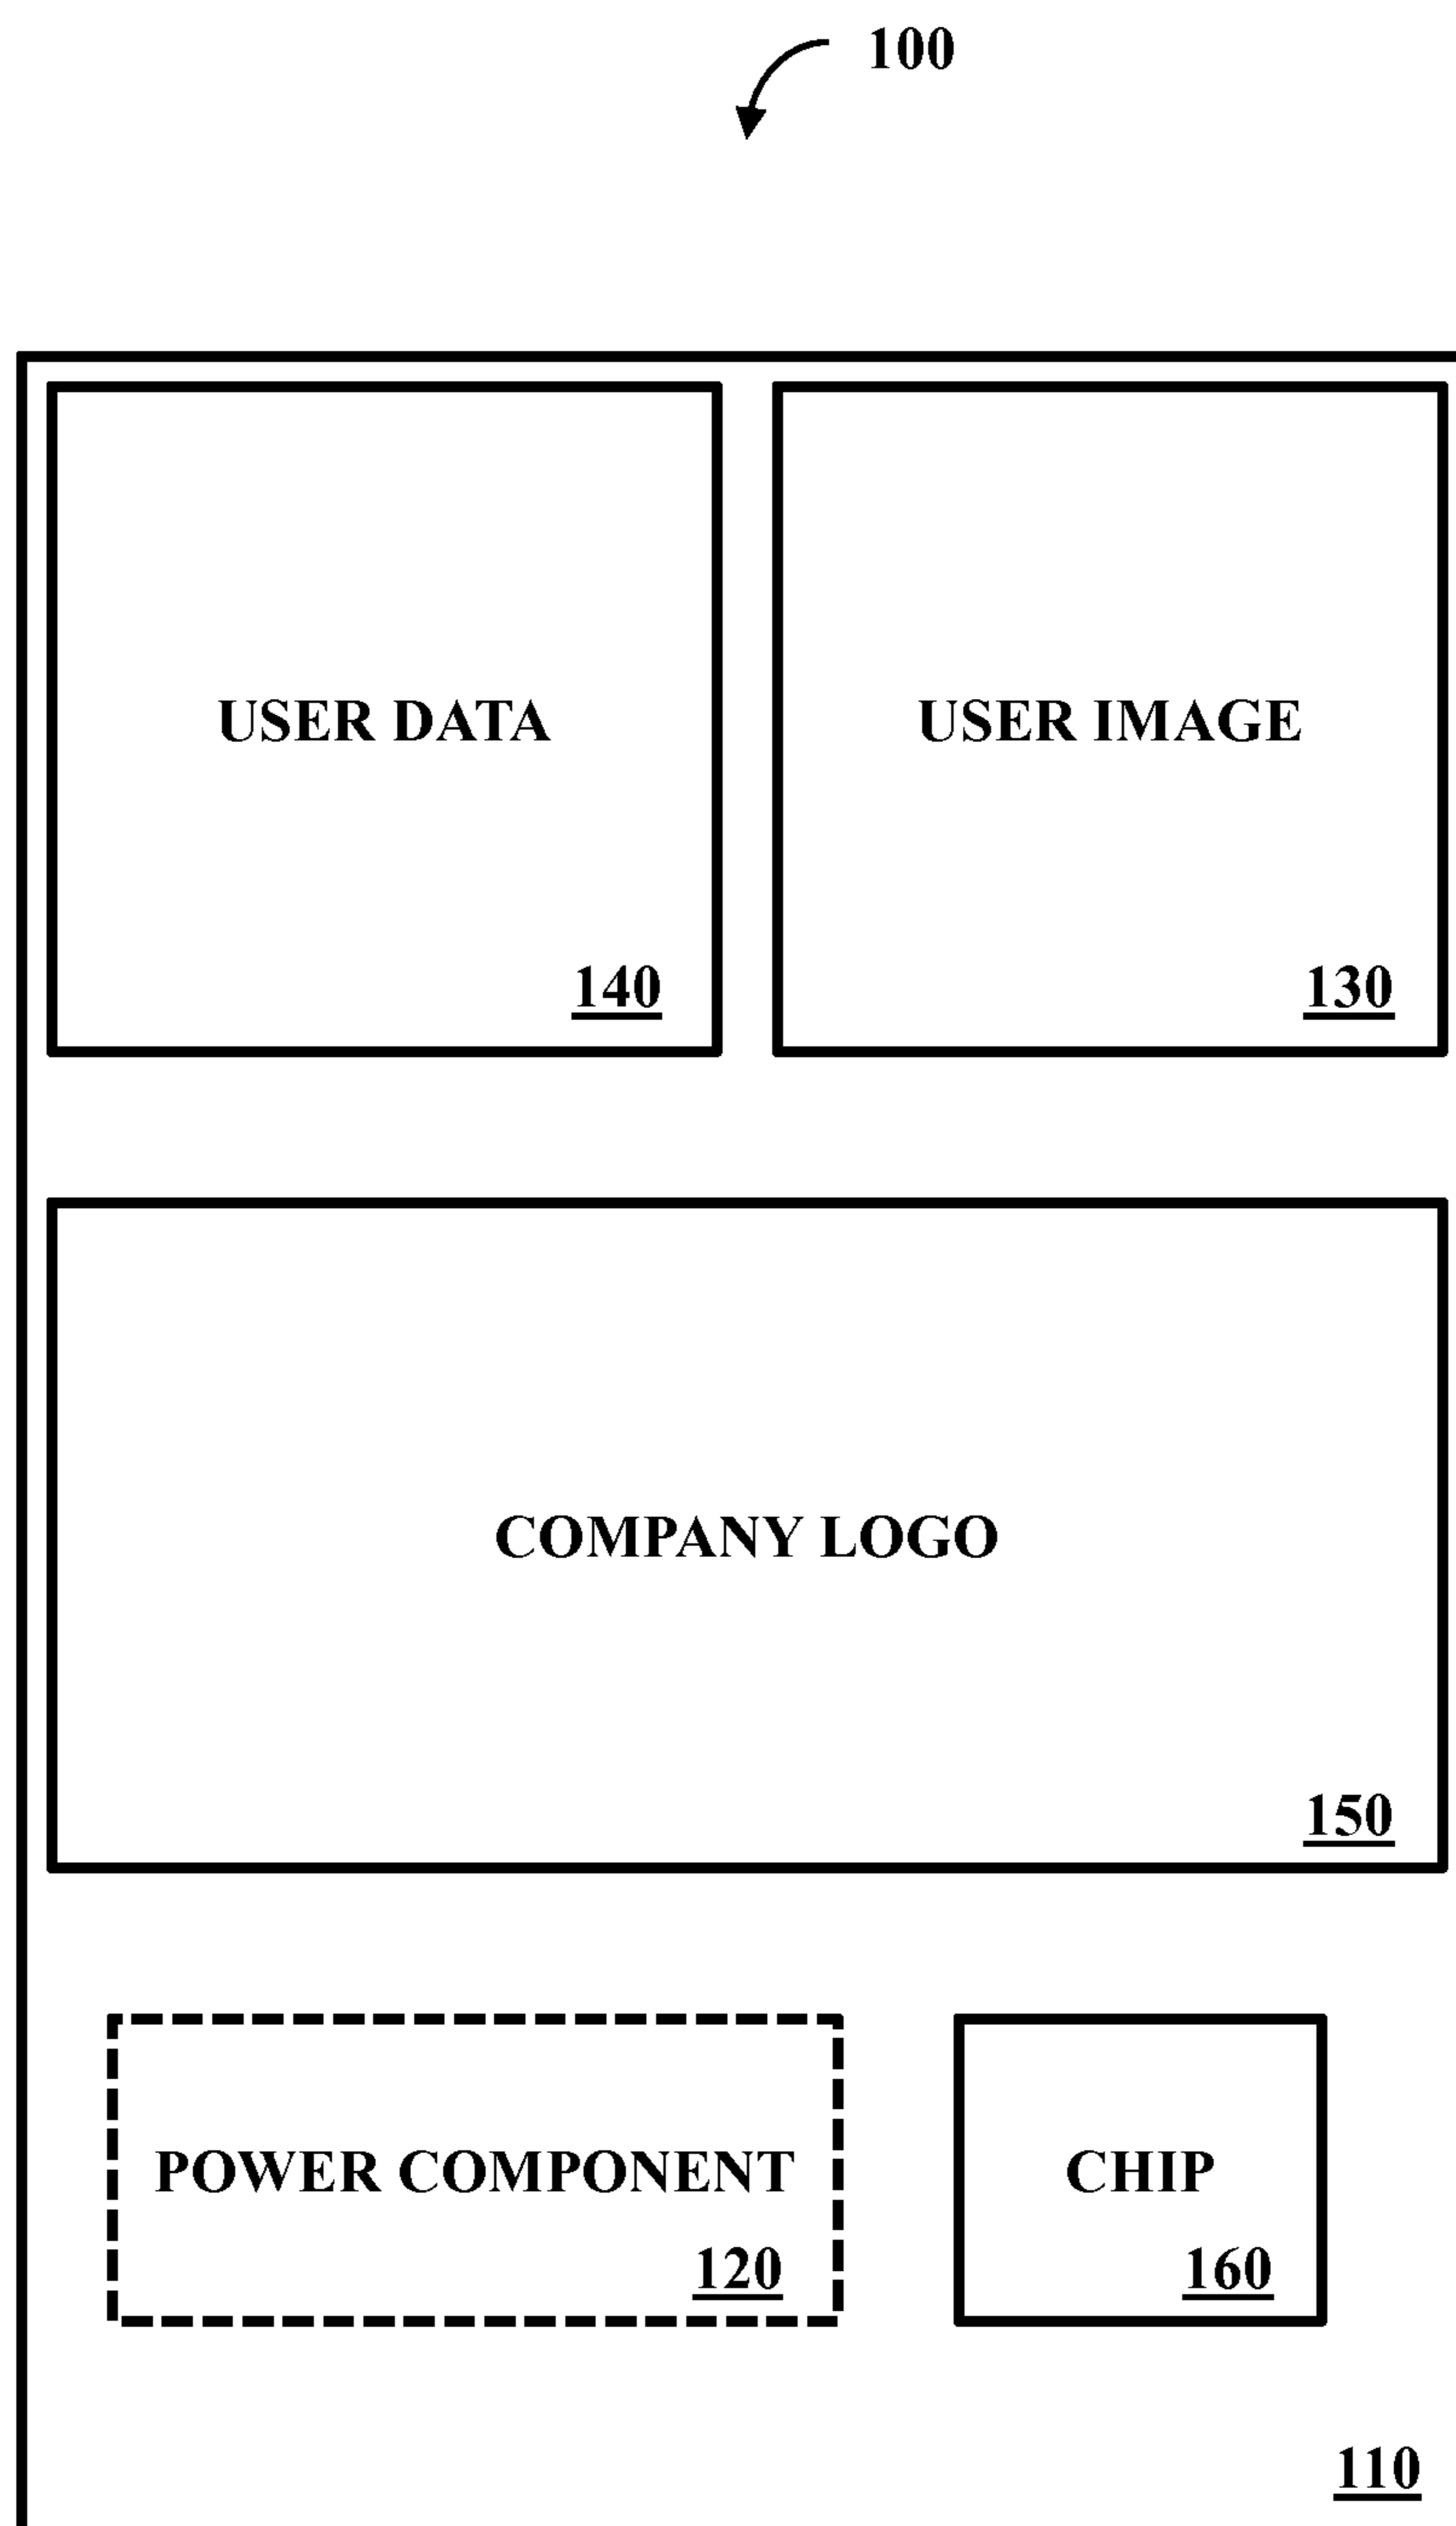 100
USER DATA
140
USER IMAGE
130
COMPANY LOGO
150
POWER COMPONENT
120
CHIP
160
110